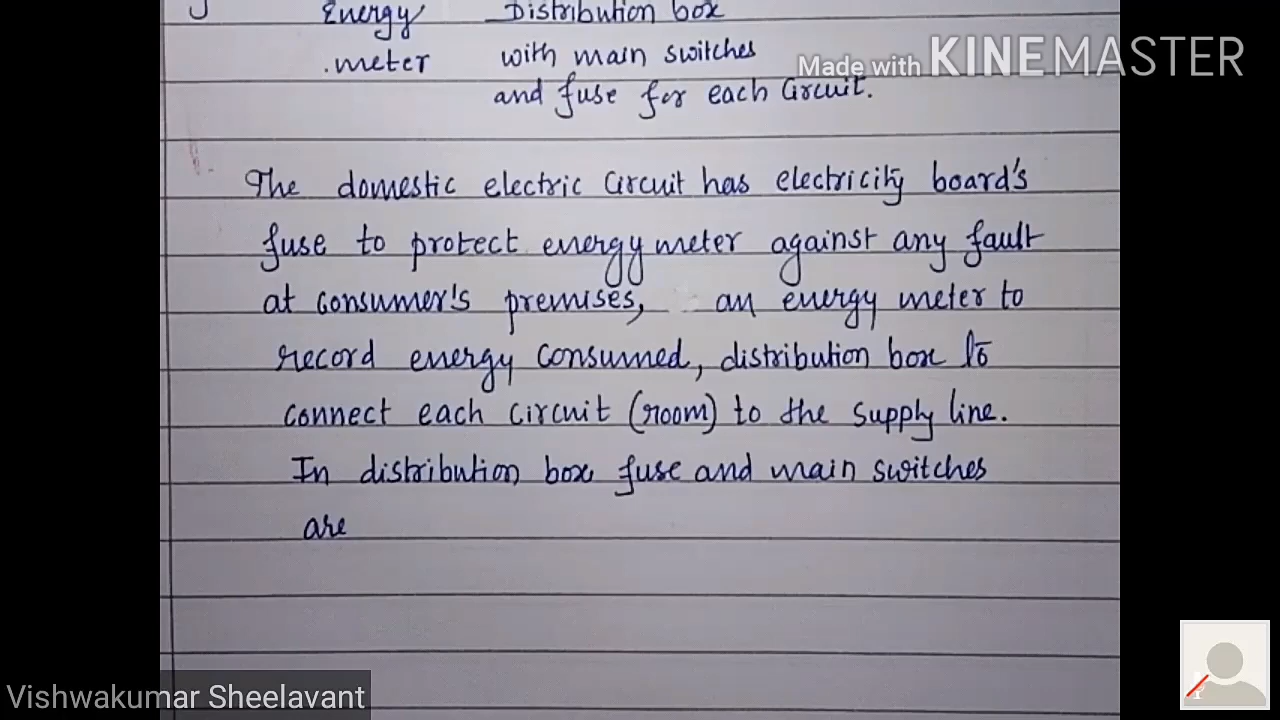 Energy Distribution box
.meter with main switches
Made with KINEMASTER
and fuse for each Circuit.
The domestic electric Circuit has electricity board's
fuse to protect energy meter against any fault
at consumer's premises, an energy meter to
record energy consumed, distribution box to
connect each circuit (room) to the supply line.
In distribution box fuse and main switches
are
Vishwakumar Sheelavant